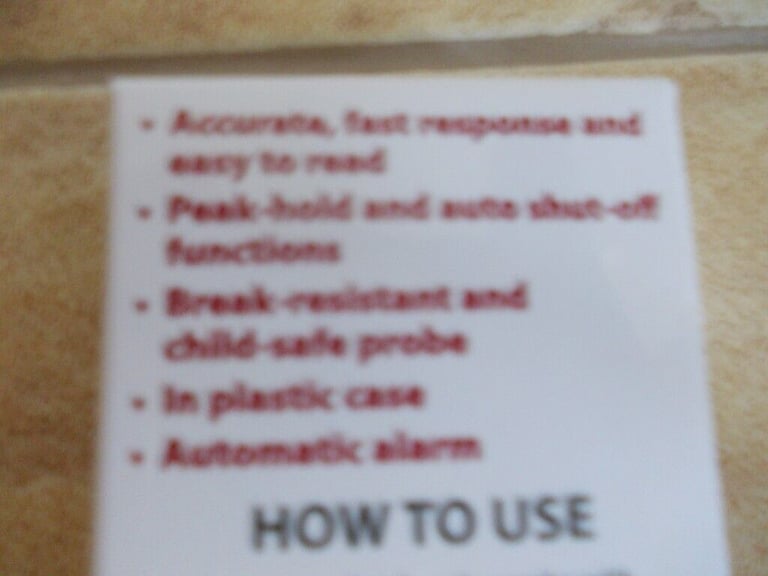 • Accurate, fast response and
easy to read
• Peak-hold and auto shut-off
functions
• Break-resistant and
child-safe probe
• In plastic case
• Automatic alarm
HOW TO USE